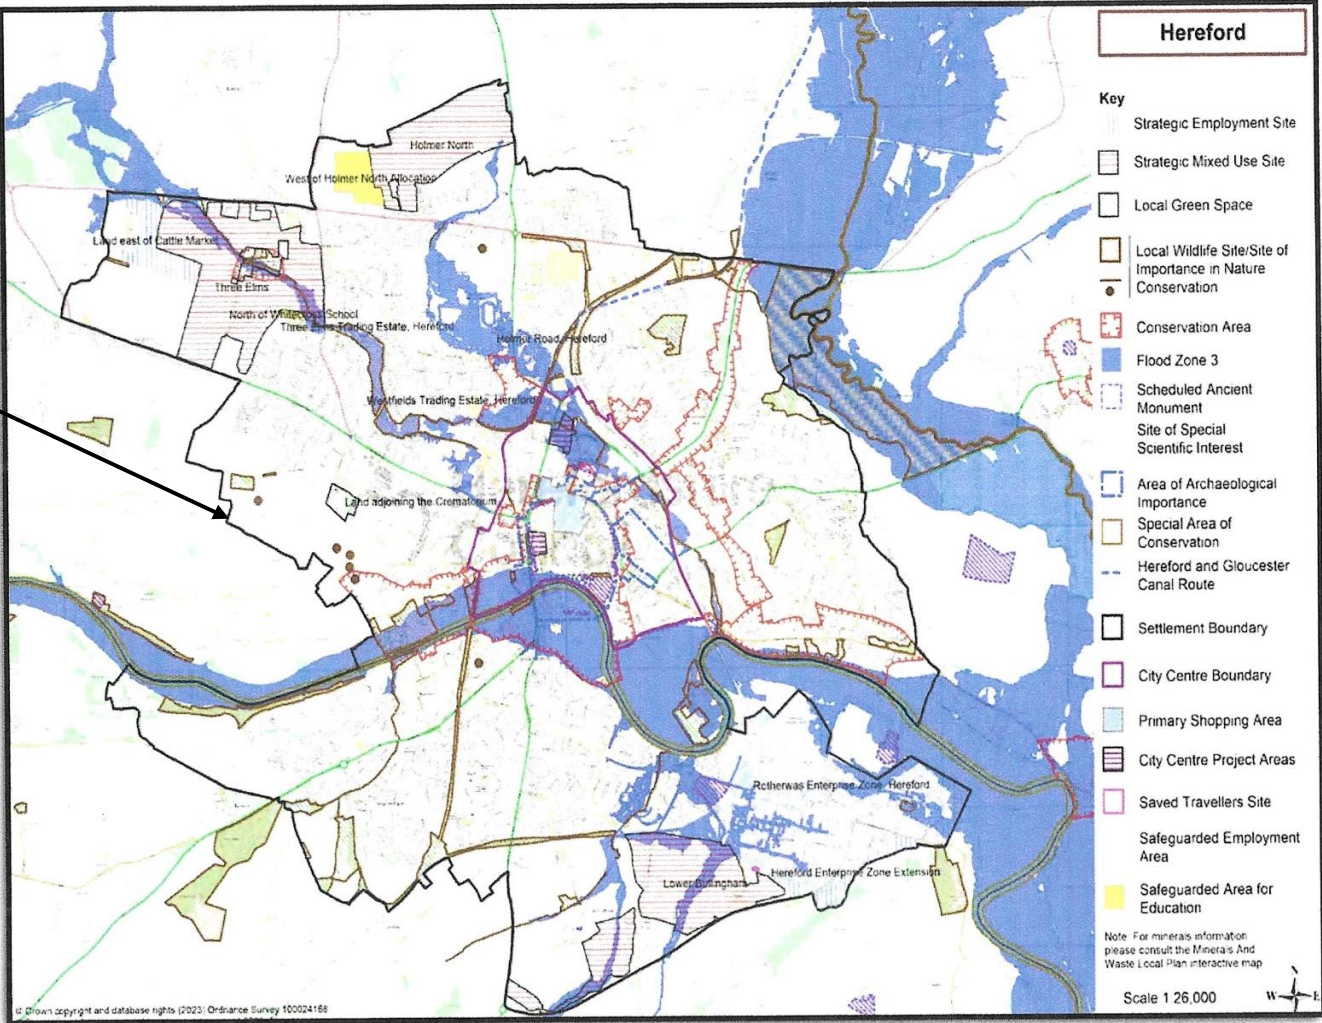 Hereford
Key
Strategic Employment Site
Strategic Mixed Use Site
Local Green Space
Local Wildlife Site/Site of
Importance in Nature
Conservation
Conservation Area
Flood Zone 3
Scheduled Ancient
Monument
Site of Special
Scientific Interest
Area of Archaeological
Importance
Special Area of
Conservation
Hereford and Gloucester
Canal Route
Settlement Boundary
City Centre Boundary
Primary Shopping Area
City Centre Project Areas
Saved Travellers Site
Safeguarded Employment
Area
Safeguarded Area for
Education
Note: For minerals information
please consult the Minerals And
Waste Local Plan interactive map
Scale 1:26,000
W E
Holmer North
West of Holmer North Allocation
Land east of Cattle Market
Three Elms
North of Whitecross School
Three Elms Trading Estate, Hereford
Holmer Road, Hereford
Westfields Trading Estate, Hereford
Land adjoining the Crematorium
Rotherwas Enterprise Zone, Hereford
Hereford Enterprise Zone Extension
Lower Bullingham
© Crown copyright and database rights (2023) Ordnance Survey 100024168